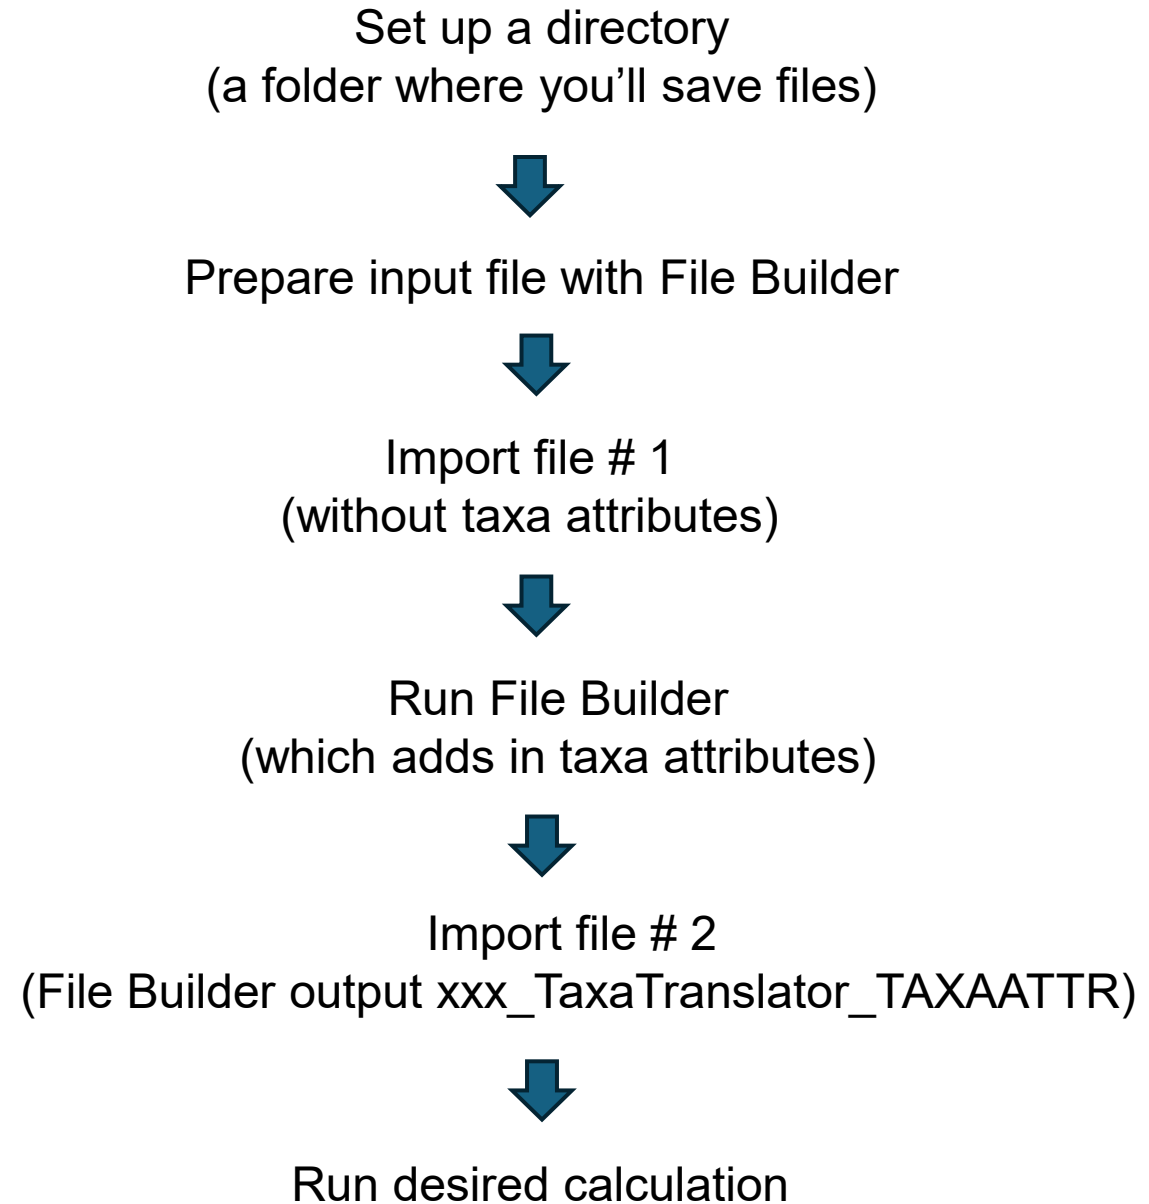 Set up a directory
(a folder where you’ll save files)
Prepare input file with File Builder
Import file # 1
(without taxa attributes)
Run File Builder
(which adds in taxa attributes)
Import file # 2
(File Builder output xxx_TaxaTranslator_TAXAATTR)
Run desired calculation